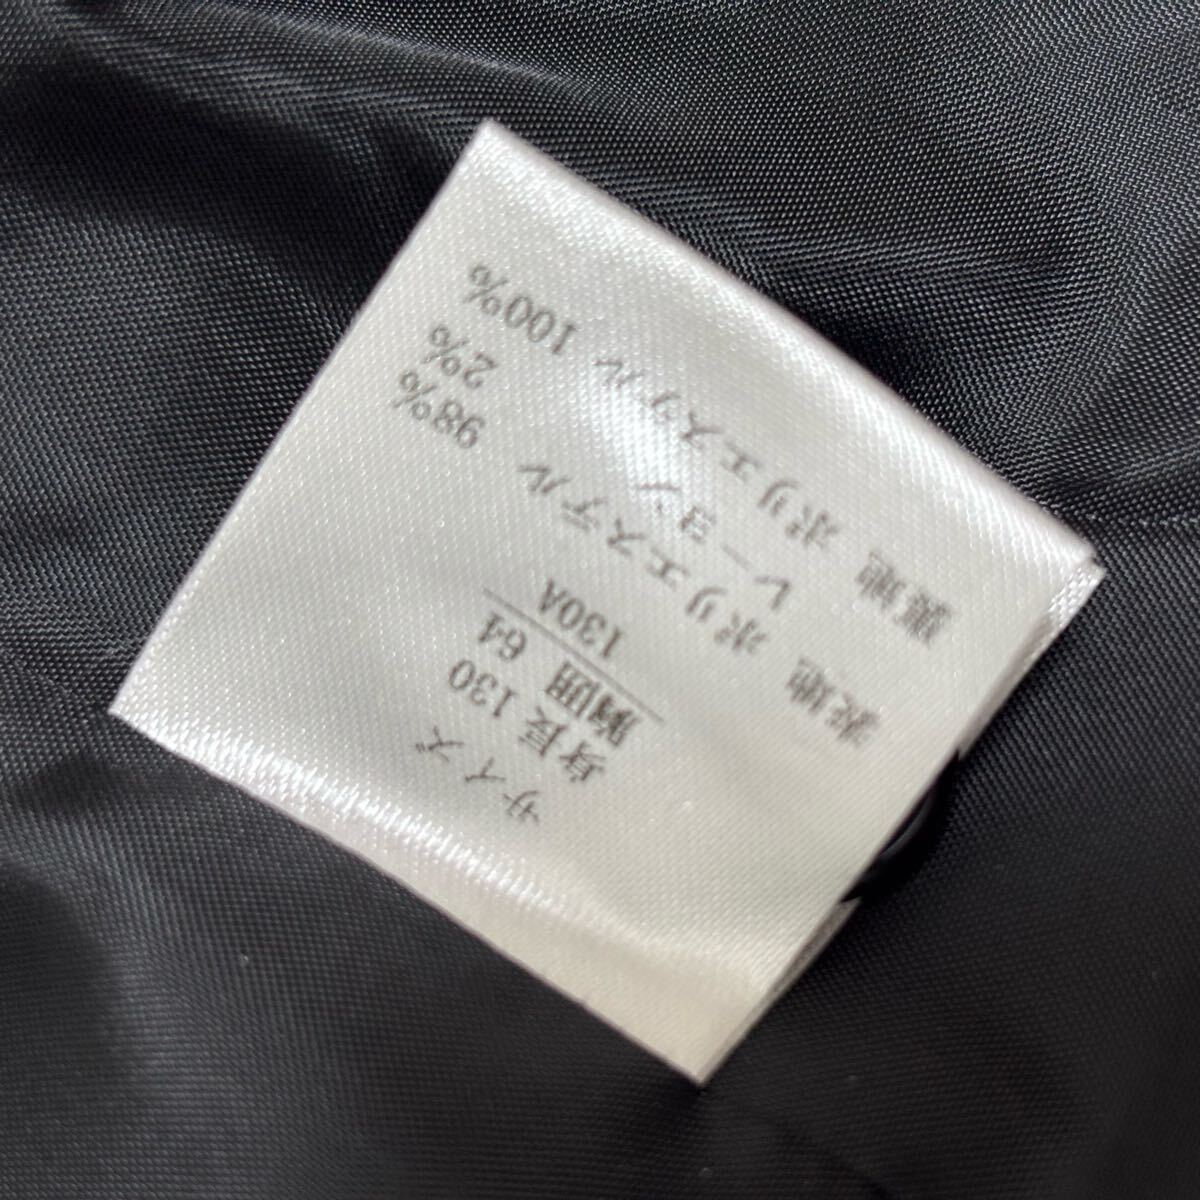 サイズ
身長 130
胸囲 64
130A
表地 ポリエステル 98%
レーヨン 2%
裏地 ポリエステル 100%